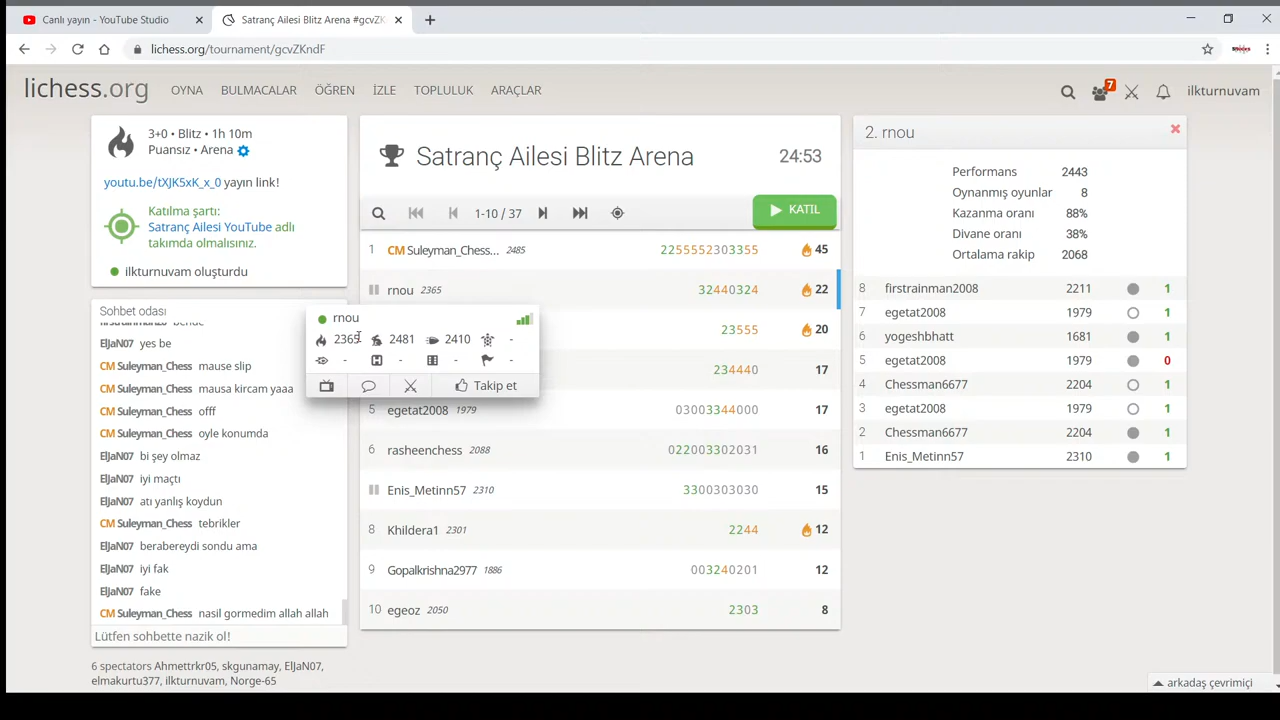 Canlı yayın - YouTube Studio
Satranç Ailesi Blitz Arena #gcvZK
lichess.org/tournament/gcvZKndF
lichess.org
OYNA BULMACALAR ÖĞREN İZLE TOPLULUK ARAÇLAR
7
ilkturnuvam
3+0 • Blitz • 1h 10m
Puansız • Arena
youtu.be/tXJK5xK_x_0 yayın link!
Katılma şartı:
Satranç Ailesi YouTube adlı
takımda olmalısınız.
ilkturnuvam oluşturdu
Sohbet odası
EljaN07 yes be
CM Suleyman_Chess mause slip
CM Suleyman_Chess mausa kircam yaaa
CM Suleyman_Chess offf
CM Suleyman_Chess oyle konumda
EljaN07 bi şey olmaz
EljaN07 iyi maçtı
EljaN07 atı yanlış koydun
CM Suleyman_Chess tebrikler
EljaN07 berabereydi sondu ama
EljaN07 iyi fak
EljaN07 fake
CM Suleyman_Chess nasil gormedim allah allah
Lütfen sohbette nazik ol!
6 spectators Ahmettrkr05, skgunamay, EljaN07,
elmakurtu377, ilkturnuvam, Norge-65
Satranç Ailesi Blitz Arena 24:53
1-10 / 37 KATIL
1 CM Suleyman_Chess... 2485 2255552303355 45
rnou 2365 32440324 22
23555 20
234440 17
5 egetat2008 1979 03003344000 17
6 rasheenchess 2088 022003302031 16
Enis_Metinn57 2310 3300303030 15
8 Khildera1 2301 2244 12
9 Gopalkrishna2977 1886 003240201 12
10 egeoz 2050 2303 8
rnou
2365 2481 2410 -
- - - -
Takip et
2. rnou
Performans 2443
Oynanmış oyunlar 8
Kazanma oranı 88%
Divane oranı 38%
Ortalama rakip 2068
8 firstrainman2008 2211 1
7 egetat2008 1979 1
6 yogeshbhatt 1681 1
5 egetat2008 1979 0
4 Chessman6677 2204 1
3 egetat2008 1979 1
2 Chessman6677 2204 1
1 Enis_Metinn57 2310 1
arkadaş çevrimiçi